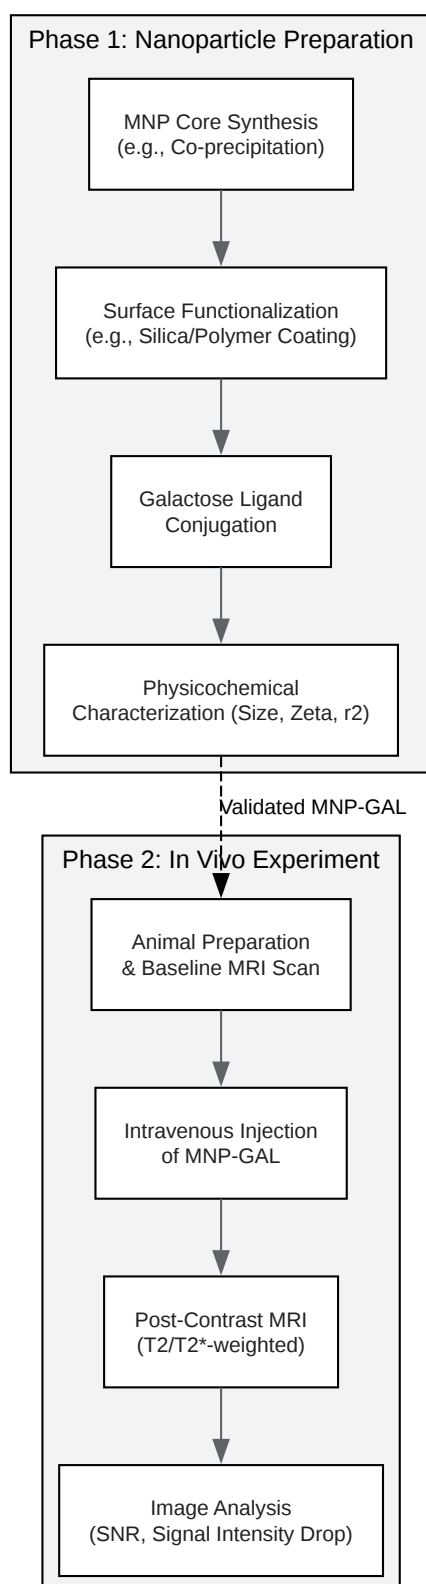 Phase 1: Nanoparticle Preparation
MNP Core Synthesis
(e.g., Co-precipitation)
Surface Functionalization
(e.g., Silica/Polymer Coating)
Galactose Ligand
Conjugation
Physicochemical
Characterization (Size, Zeta, r2)
Validated MNP-GAL
Phase 2: In Vivo Experiment
Animal Preparation
& Baseline MRI Scan
Intravenous Injection
of MNP-GAL
Post-Contrast MRI
(T2/T2*-weighted)
Image Analysis
(SNR, Signal Intensity Drop)